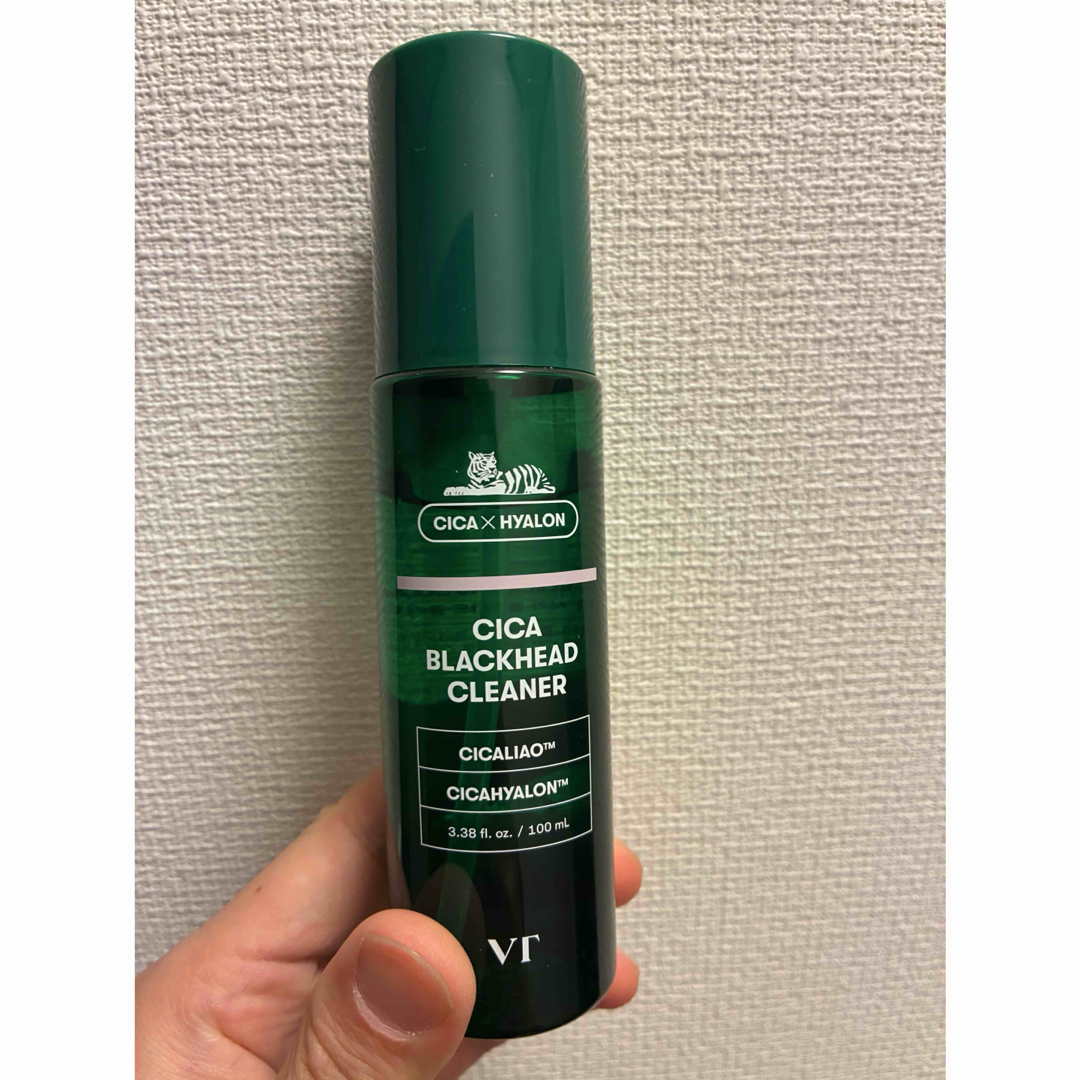 CICA×HYALON
CICA
BLACKHEAD
CLEANER
CICALIAO™
CICAHYALON™
3.38 fl. oz. / 100 mL
VT